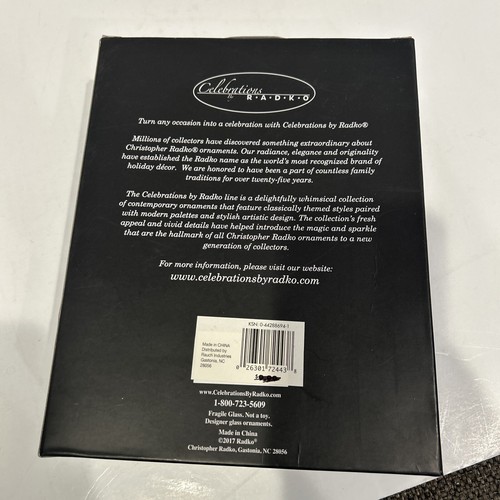 Celebrations
by
R•A•D•K•O
Turn any occasion into a celebration with Celebrations by Radko®
Millions of collectors have discovered something extraordinary about
Christopher Radko® ornaments. Our radiance, elegance and originality
have established the Radko name as the world's most recognized brand of
holiday décor. We are honored to have been a part of countless family
traditions for over twenty-five years.
The Celebrations by Radko line is a delightfully whimsical collection
of contemporary ornaments that feature classically themed styles paired
with modern palettes and stylish artistic design. The collection's fresh
appeal and vivid details have helped introduce the magic and sparkle
that are the hallmark of all Christopher Radko ornaments to a new
generation of collectors.
For more information, please visit our website:
www.celebrationsbyradko.com
KSN: 0-44288694-1
Made in CHINA
Distributed by
Rauch Industries
Gastonia, NC
28056
0 26301 72443 8
www.CelebrationsByRadko.com
1-800-723-5609
Fragile Glass. Not a toy.
Designer glass ornaments.
Made in China
©2017 Radko®
Christopher Radko, Gastonia, NC 28056